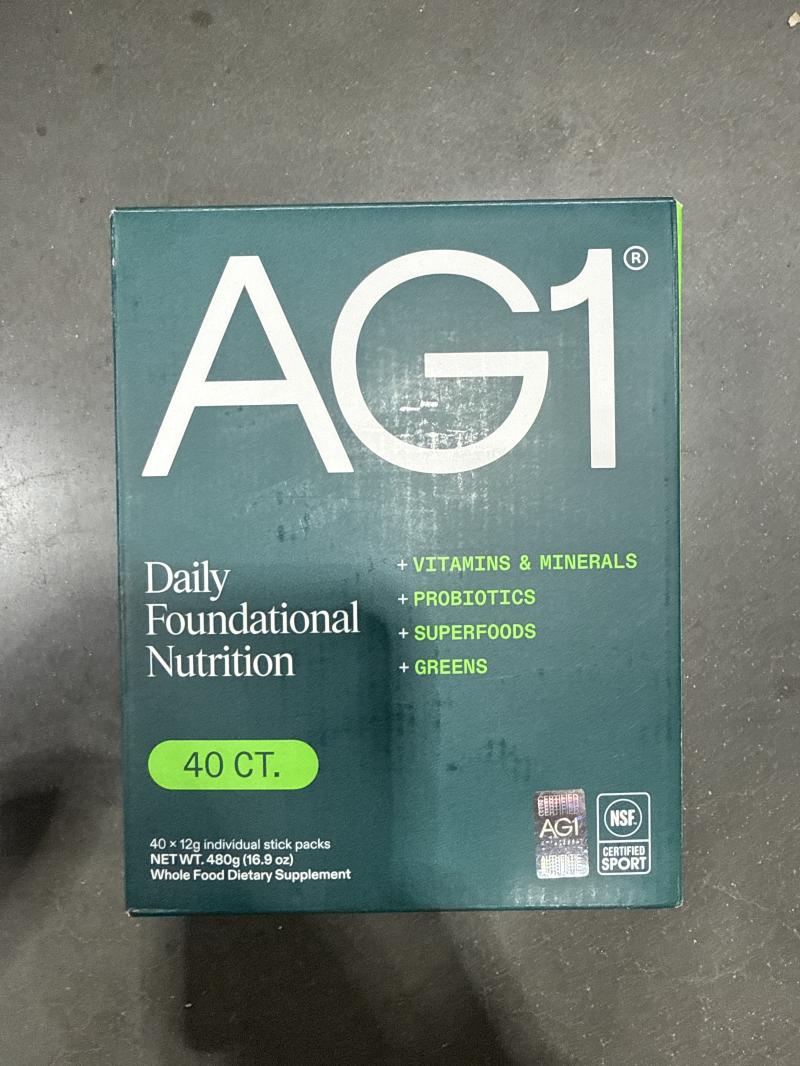 AG1®
Daily
Foundational
Nutrition
+ VITAMINS & MINERALS
+ PROBIOTICS
+ SUPERFOODS
+ GREENS
40 CT.
40 × 12g individual stick packs
NET WT. 480g (16.9 oz)
Whole Food Dietary Supplement
CERTIFIED
AG1
NSF
CERTIFIED
SPORT